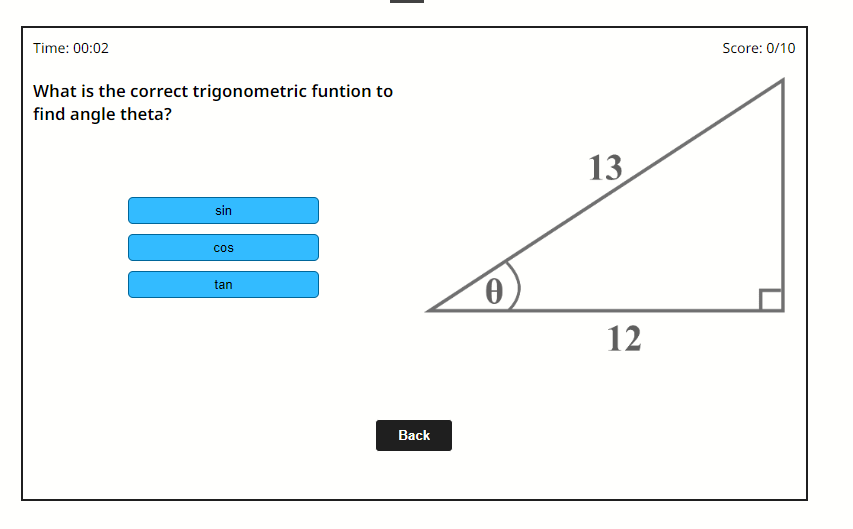 Time: 00:02
Score: 0/10
What is the correct trigonometric funtion to
find angle theta?
sin
cos
tan
13
θ
12
Back